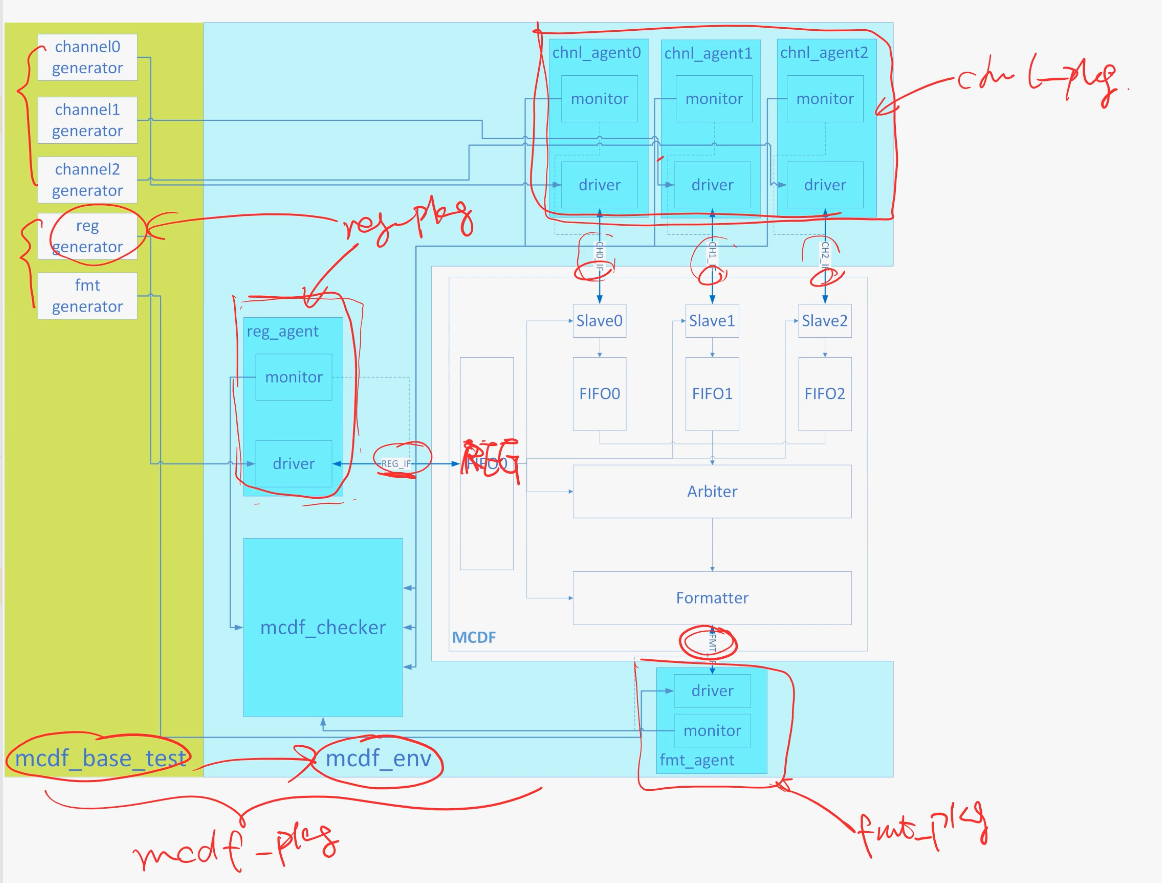 channel0
generator
channel1
generator
channel2
generator
reg
generator
fmt
generator
chnl_agent0
monitor
driver
chnl_agent1
monitor
driver
chnl_agent2
monitor
driver
chnl_pkg
reg_pkg
CH0_IF
CH1_IF
CH2_IF
reg_agent
monitor
driver
REG_IF
REG
FIFO0
Slave0
Slave1
Slave2
FIFO0
FIFO1
FIFO2
Arbiter
Formatter
MCDF
mcdf_checker
driver
monitor
fmt_agent
mcdf_base_test
mcdf_env
mcdf_pkg
fmt_pkg